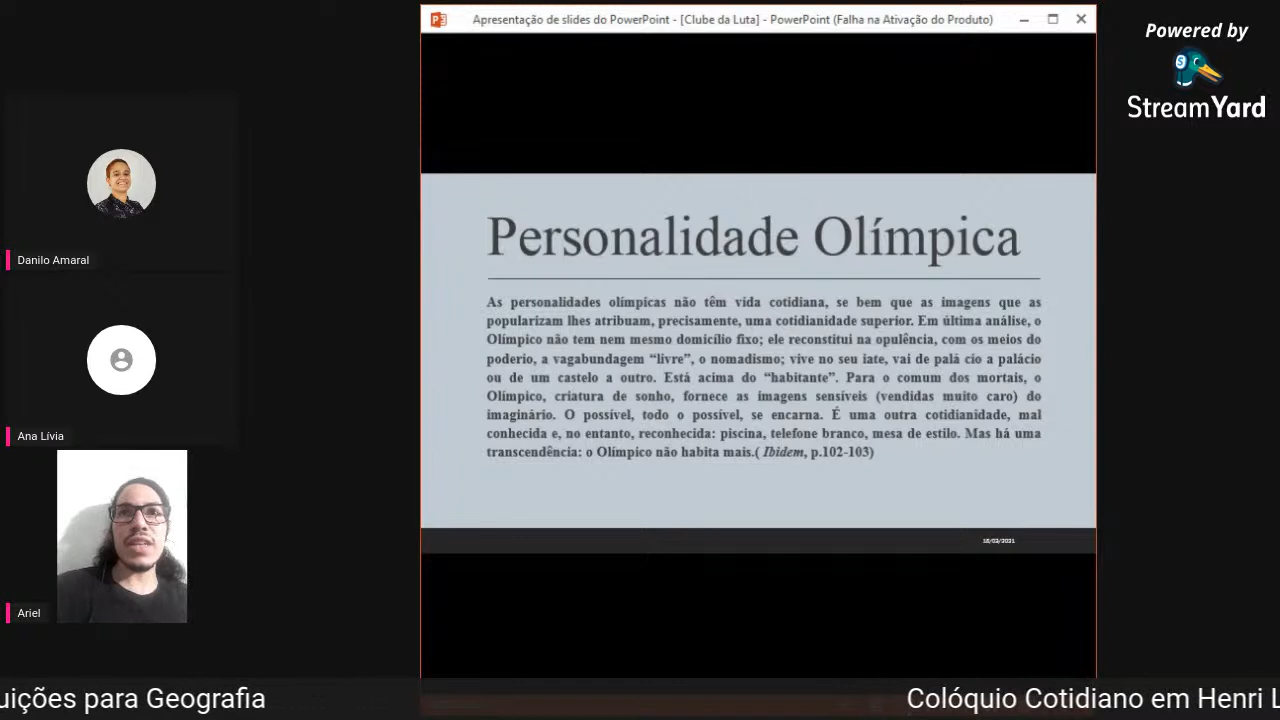 Apresentação de slides do PowerPoint - [Clube da Luta] - PowerPoint (Falha na Ativação do Produto)
Powered by
StreamYard
Danilo Amaral
Ana Lívia
Ariel
Personalidade Olímpica
As personalidades olímpicas não têm vida cotidiana, se bem que as imagens que as
popularizam lhes atribuam, precisamente, uma cotidianidade superior. Em última análise, o
Olímpico não tem nem mesmo domicílio fixo; ele reconstitui na opulência, com os meios do
poderio, a vagabundagem “livre”, o nomadismo; vive no seu iate, vai de palá cio a palácio
ou de um castelo a outro. Está acima do “habitante”. Para o comum dos mortais, o
Olímpico, criatura de sonho, fornece as imagens sensíveis (vendidas muito caro) do
imaginário. O possível, todo o possível, se encarna. É uma outra cotidianidade, mal
conhecida e, no entanto, reconhecida: piscina, telefone branco, mesa de estilo. Mas há uma
transcendência: o Olímpico não habita mais.( Ibidem, p.102-103)
18/03/2021
uições para Geografia
Colóquio Cotidiano em Henri L